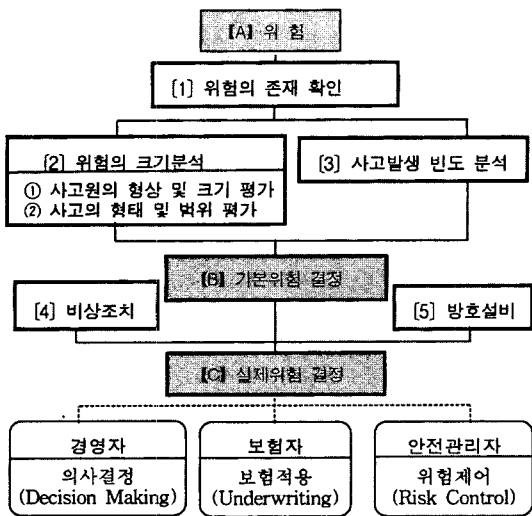 [A] 위 험
[1] 위험의 존재 확인
[2] 위험의 크기분석
① 사고원의 형상 및 크기 평가
② 사고의 형태 및 범위 평가
[3] 사고발생 빈도 분석
[B] 기본위험 결정
[4] 비상조치
[5] 방호설비
[C] 실제위험 결정
경영자
의사결정
(Decision Making)
보험자
보험적용
(Underwriting)
안전관리자
위험제어
(Risk Control)